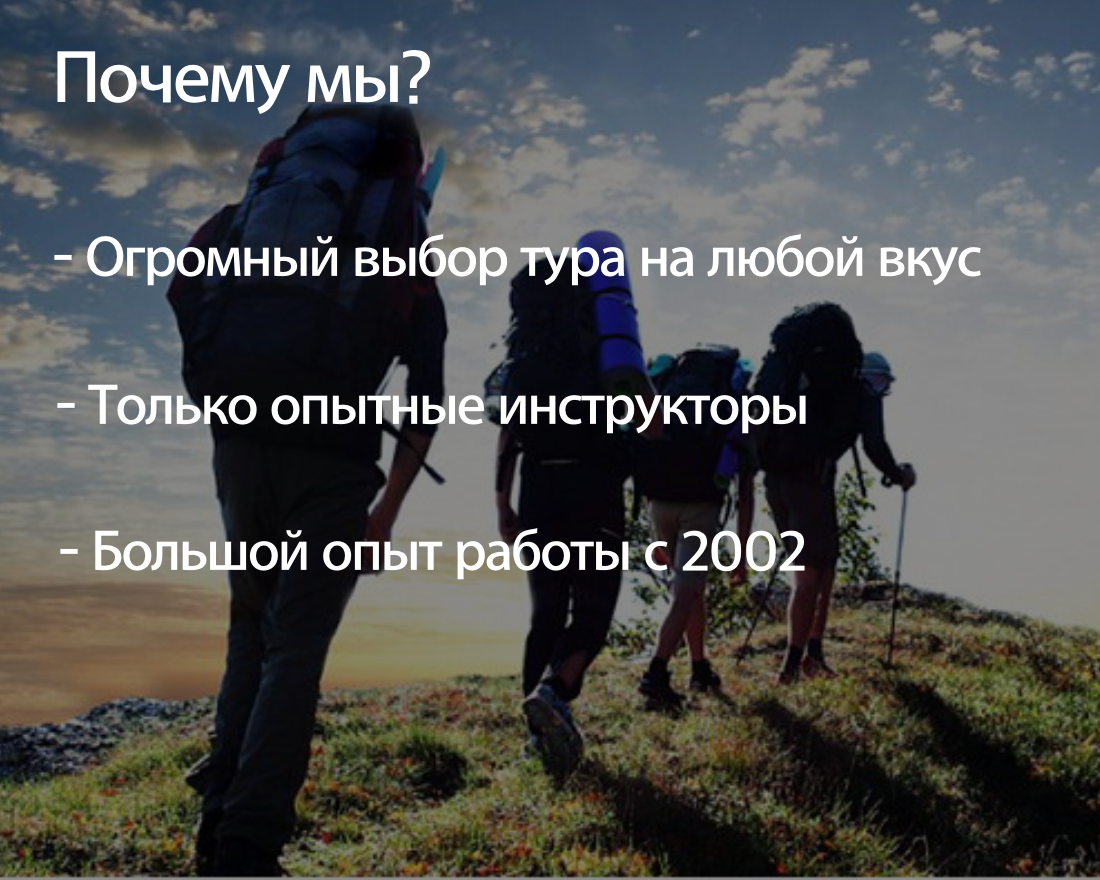 Почему мы?
- Огромный выбор тура на любой вкус
- Только опытные инструкторы
- Большой опыт работы с 2002